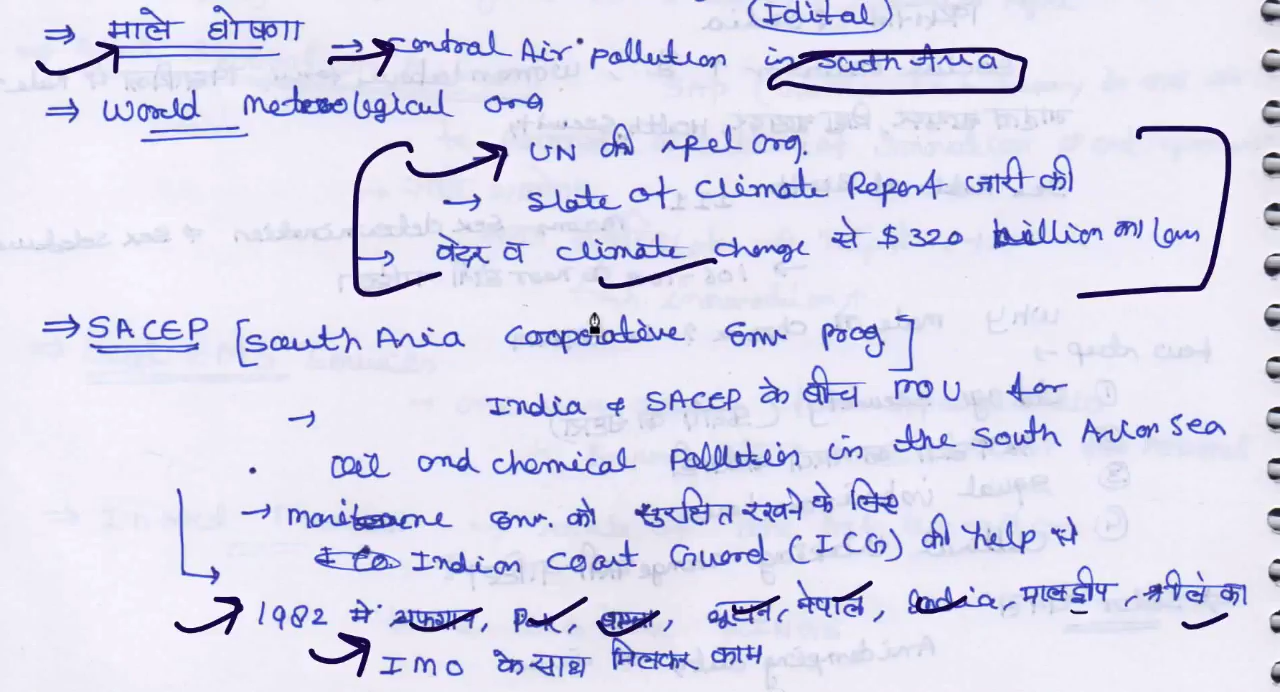 (Idital)
⇒ माले घोषणा → Control Air pollution in South Asia
⇒ World Meteorological org
→ UN की spel org.
→ State of Climate Report जारी की
→ वेदर व climate change से $320 billion का loss
⇒ SACEP [South Asia Cooperative Env Prog]
→ India & SACEP के बीच MOU for
oil and chemical Pollution in the South Asian Sea
→ env. को सुरक्षित रखने के लिए
Indian Coast Guard (ICG) की help से
→ 1982 में अफगान, Pak, बांग्ला, भूटान, नेपाल, India, मालद्वीप, श्रीलंका
→ IMO के साथ मिलकर काम